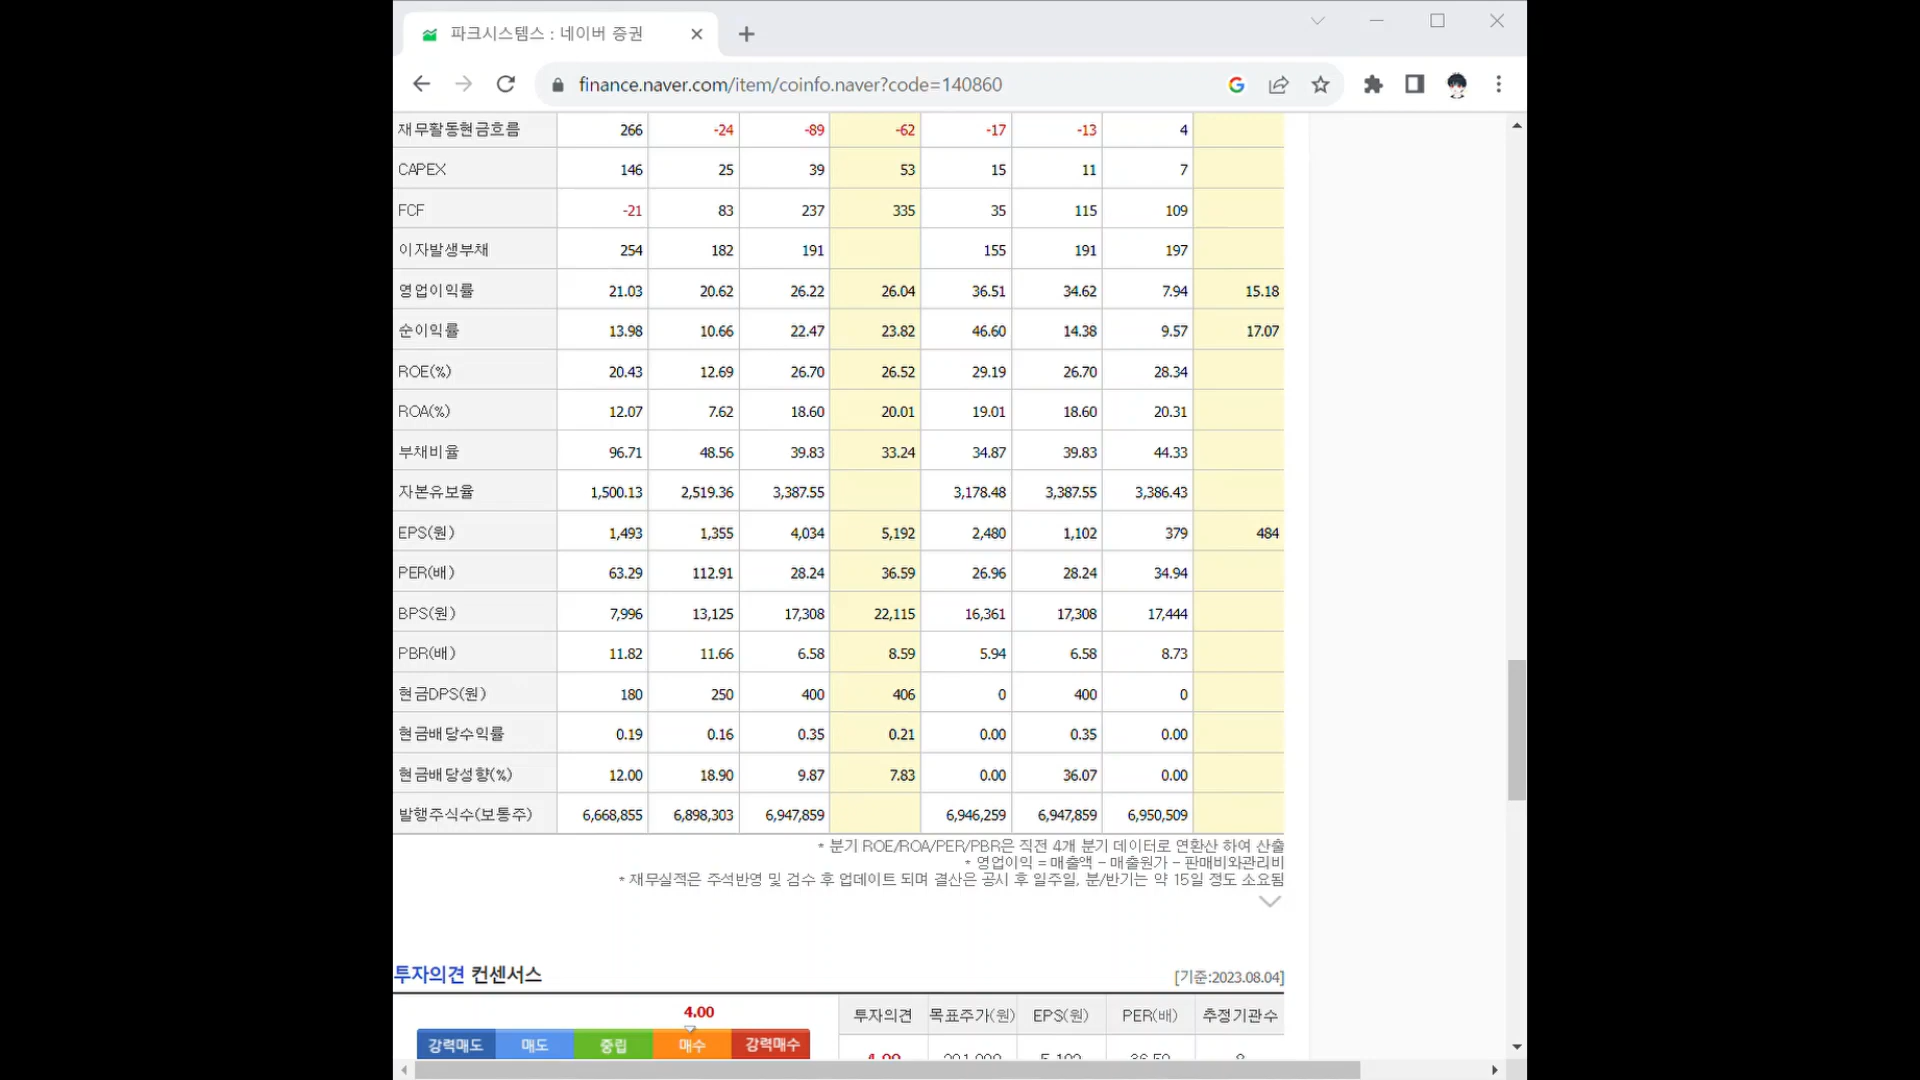 파크시스템스 : 네이버 증권
finance.naver.com/item/coinfo.naver?code=140860
재무활동현금흐름 266 -24 -89 -62 -17 -13 4
CAPEX 146 25 39 53 15 11 7
FCF -21 83 237 335 35 115 109
이자발생부채 254 182 191 155 191 197
영업이익률 21.03 20.62 26.22 26.04 36.51 34.62 7.94 15.18
순이익률 13.98 10.66 22.47 23.82 46.60 14.38 9.57 17.07
ROE(%) 20.43 12.69 26.70 26.52 29.19 26.70 28.34
ROA(%) 12.07 7.62 18.60 20.01 19.01 18.60 20.31
부채비율 96.71 48.56 39.83 33.24 34.87 39.83 44.33
자본유보율 1,500.13 2,519.36 3,387.55 3,178.48 3,387.55 3,386.43
EPS(원) 1,493 1,355 4,034 5,192 2,480 1,102 379 484
PER(배) 63.29 112.91 28.24 36.59 26.96 28.24 34.94
BPS(원) 7,996 13,125 17,308 22,115 16,361 17,308 17,444
PBR(배) 11.82 11.66 6.58 8.59 5.94 6.58 8.73
현금DPS(원) 180 250 400 406 0 400 0
현금배당수익률 0.19 0.16 0.35 0.21 0.00 0.35 0.00
현금배당성향(%) 12.00 18.90 9.87 7.83 0.00 36.07 0.00
발행주식수(보통주) 6,668,855 6,898,303 6,947,859 6,946,259 6,947,859 6,950,509
* 분기 ROE/ROA/PER/PBR은 직전 4개 분기 데이터로 연환산 하여 산출
* 영업이익 = 매출액 - 매출원가 - 판매비와관리비
* 재무실적은 주석반영 및 검수 후 업데이트 되며 결산은 공시 후 일주일, 분/반기는 약 15일 정도 소요됨
투자의견 컨센서스 [기준:2023.08.04]
4.00
투자의견 목표주가(원) EPS(원) PER(배) 추정기관수
강력매도 매도 중립 매수 강력매수